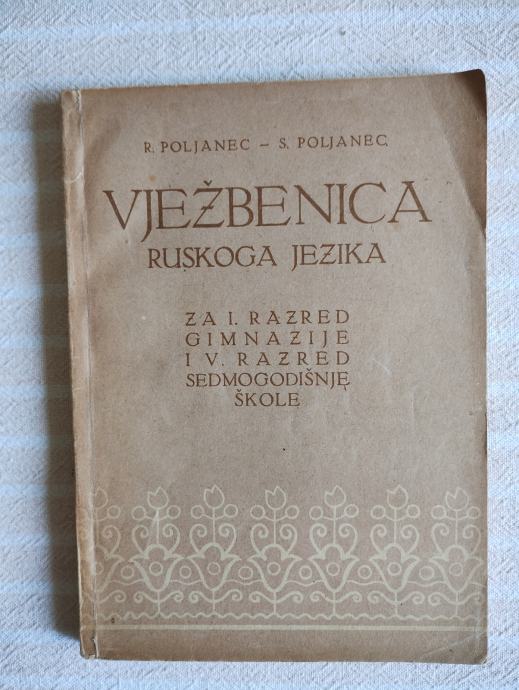 R. POLJANEC – S. POLJANEC
VJEŽBENICA
RUSKOGA JEZIKA
ZA I. RAZRED
GIMNAZIJE
I V. RAZRED
SEDMOGODIŠNJE
ŠKOLE